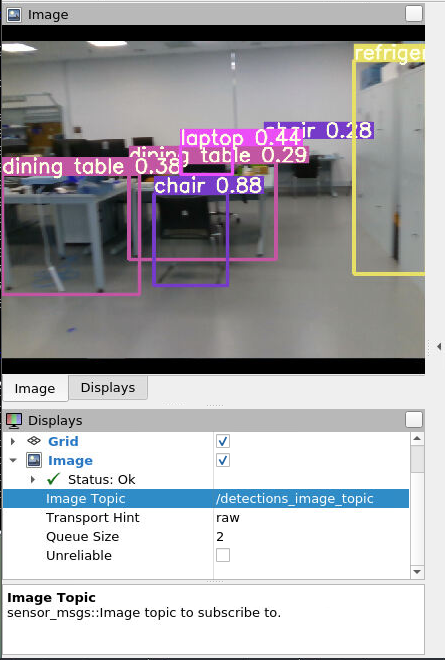 Image
refriger
chair 0.28
laptop 0.44
dining table 0.29
dining table 0.38
chair 0.88
Image
Displays
Displays
Grid
Image
Status: Ok
Image Topic /detections_image_topic
Transport Hint raw
Queue Size 2
Unreliable
Image Topic
sensor_msgs::Image topic to subscribe to.